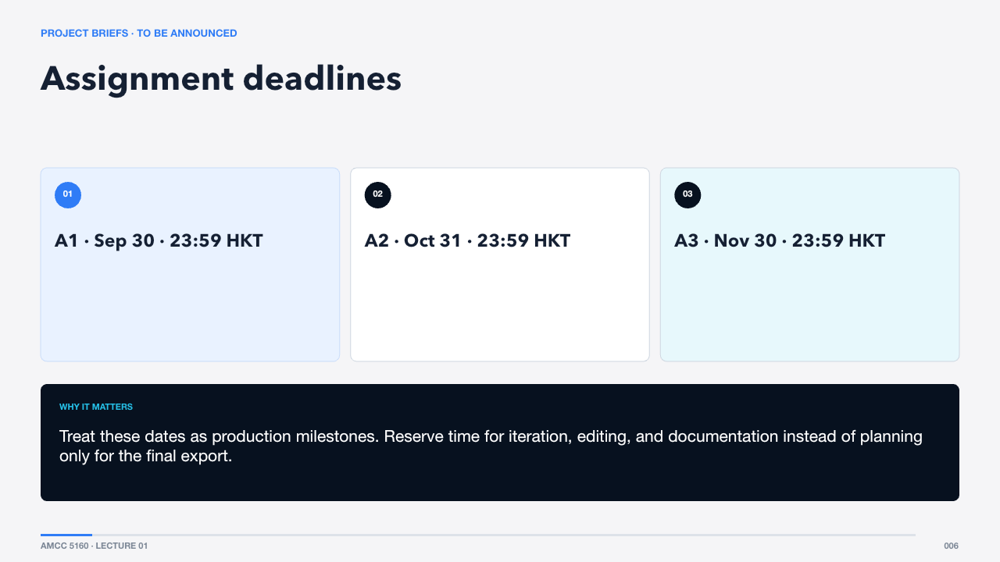 PROJECT BRIEFS · TO BE ANNOUNCED
Assignment deadlines
01
A1 · Sep 30 · 23:59 HKT
02
A2 · Oct 31 · 23:59 HKT
03
A3 · Nov 30 · 23:59 HKT
WHY IT MATTERS
Treat these dates as production milestones. Reserve time for iteration, editing, and documentation instead of planning
only for the final export.
AMCC 5160 · LECTURE 01
006